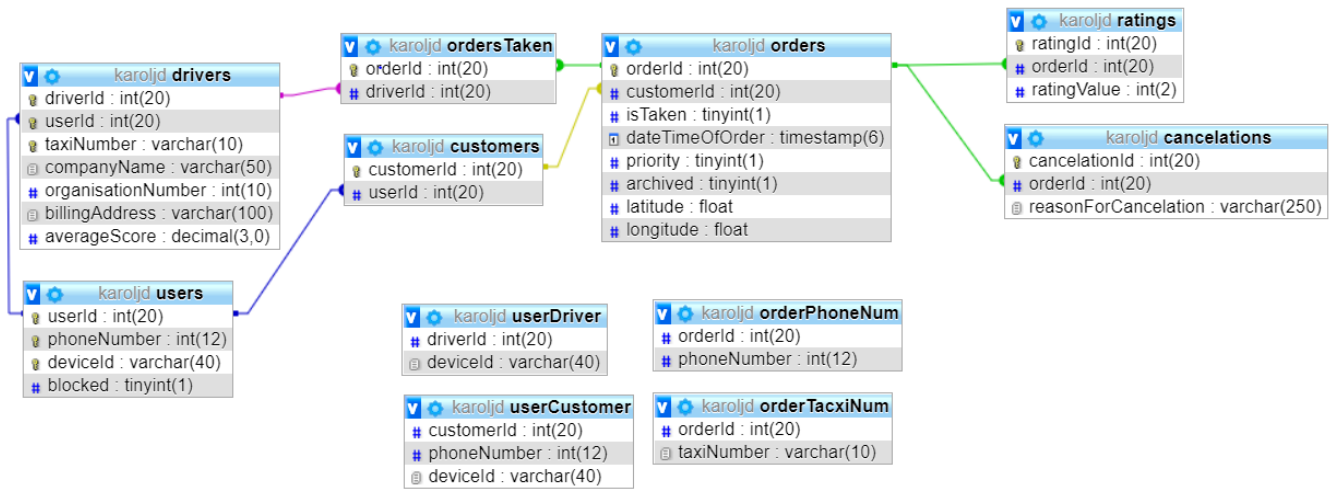 karoljd drivers
driverId : int(20)
userId : int(20)
taxiNumber : varchar(10)
companyName : varchar(50)
organisationNumber : int(10)
billingAddress : varchar(100)
averageScore : decimal(3,0)
karoljd users
userId : int(20)
phoneNumber : int(12)
deviceId : varchar(40)
blocked : tinyint(1)
karoljd ordersTaken
orderId : int(20)
driverId : int(20)
karoljd customers
customerId : int(20)
userId : int(20)
karoljd orders
orderId : int(20)
customerId : int(20)
isTaken : tinyint(1)
dateTimeOfOrder : timestamp(6)
priority : tinyint(1)
archived : tinyint(1)
latitude : float
longitude : float
karoljd ratings
ratingId : int(20)
orderId : int(20)
ratingValue : int(2)
karoljd cancelations
cancelationId : int(20)
orderId : int(20)
reasonForCancelation : varchar(250)
karoljd userDriver
driverId : int(20)
deviceId : varchar(40)
karoljd orderPhoneNum
orderId : int(20)
phoneNumber : int(12)
karoljd userCustomer
customerId : int(20)
phoneNumber : int(12)
deviceId : varchar(40)
karoljd orderTacxiNum
orderId : int(20)
taxiNumber : varchar(10)